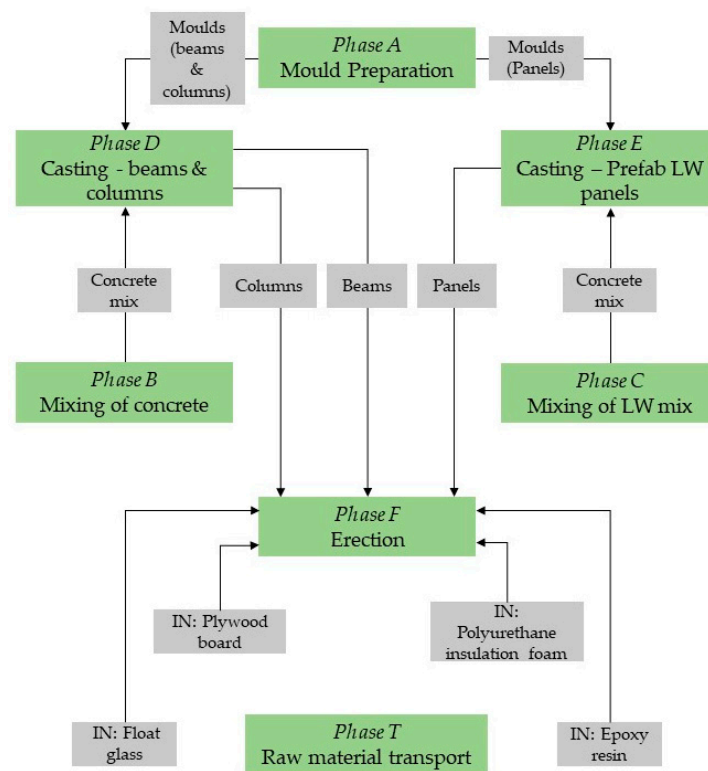 Moulds
(beams
&
columns)
Phase A
Mould Preparation
Moulds
(Panels)
Phase D
Casting - beams &
columns
Phase E
Casting – Prefab LW
panels
Concrete
mix
Columns
Beams
Panels
Concrete
mix
Phase B
Mixing of concrete
Phase C
Mixing of LW mix
Phase F
Erection
IN: Plywood
board
IN:
Polyurethane
insulation foam
IN: Float
glass
Phase T
Raw material transport
IN: Epoxy
resin